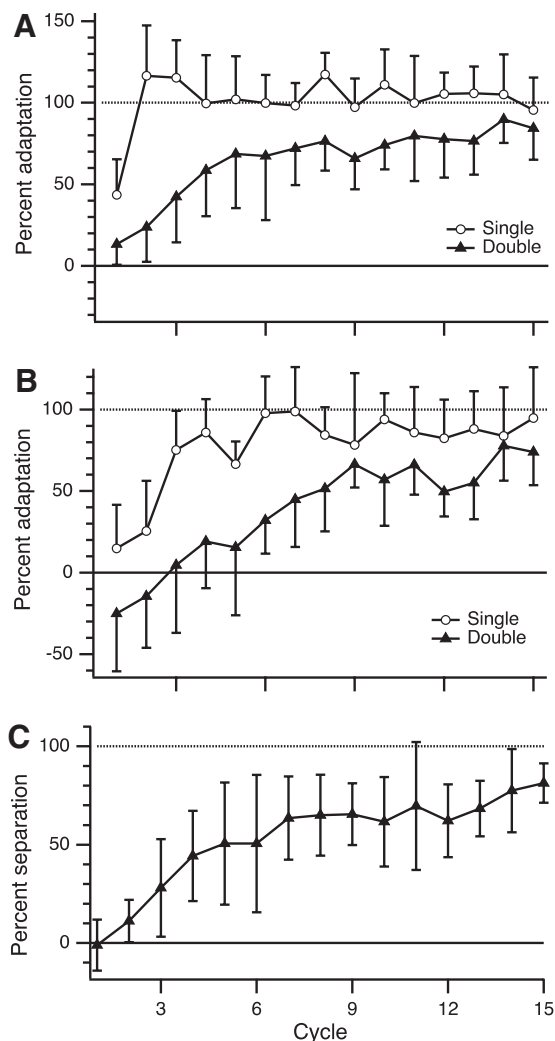 A
150
100
50
0
Percent adaptation
Single
Double
B
100
50
0
-50
Percent adaptation
Single
Double
C
100
50
0
Percent separation
3 6 9 12 15
Cycle